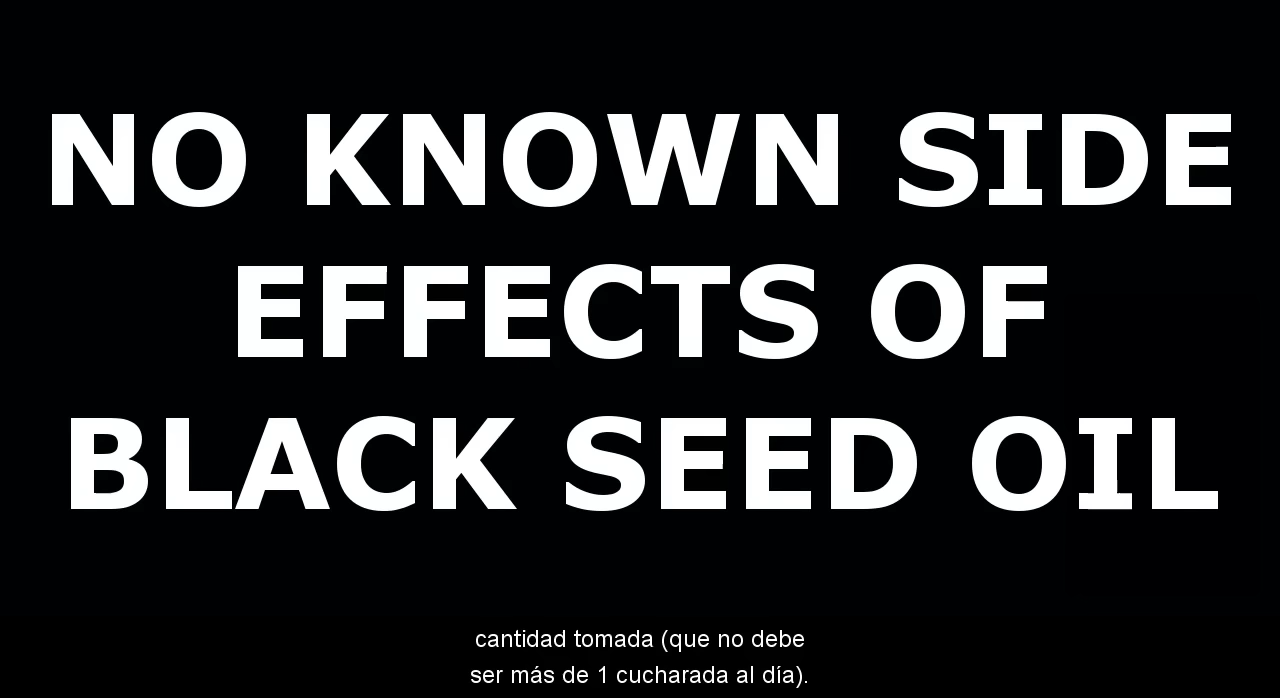 NO KNOWN SIDE
EFFECTS OF
BLACK SEED OIL
cantidad tomada (que no debe
ser más de 1 cucharada al día).